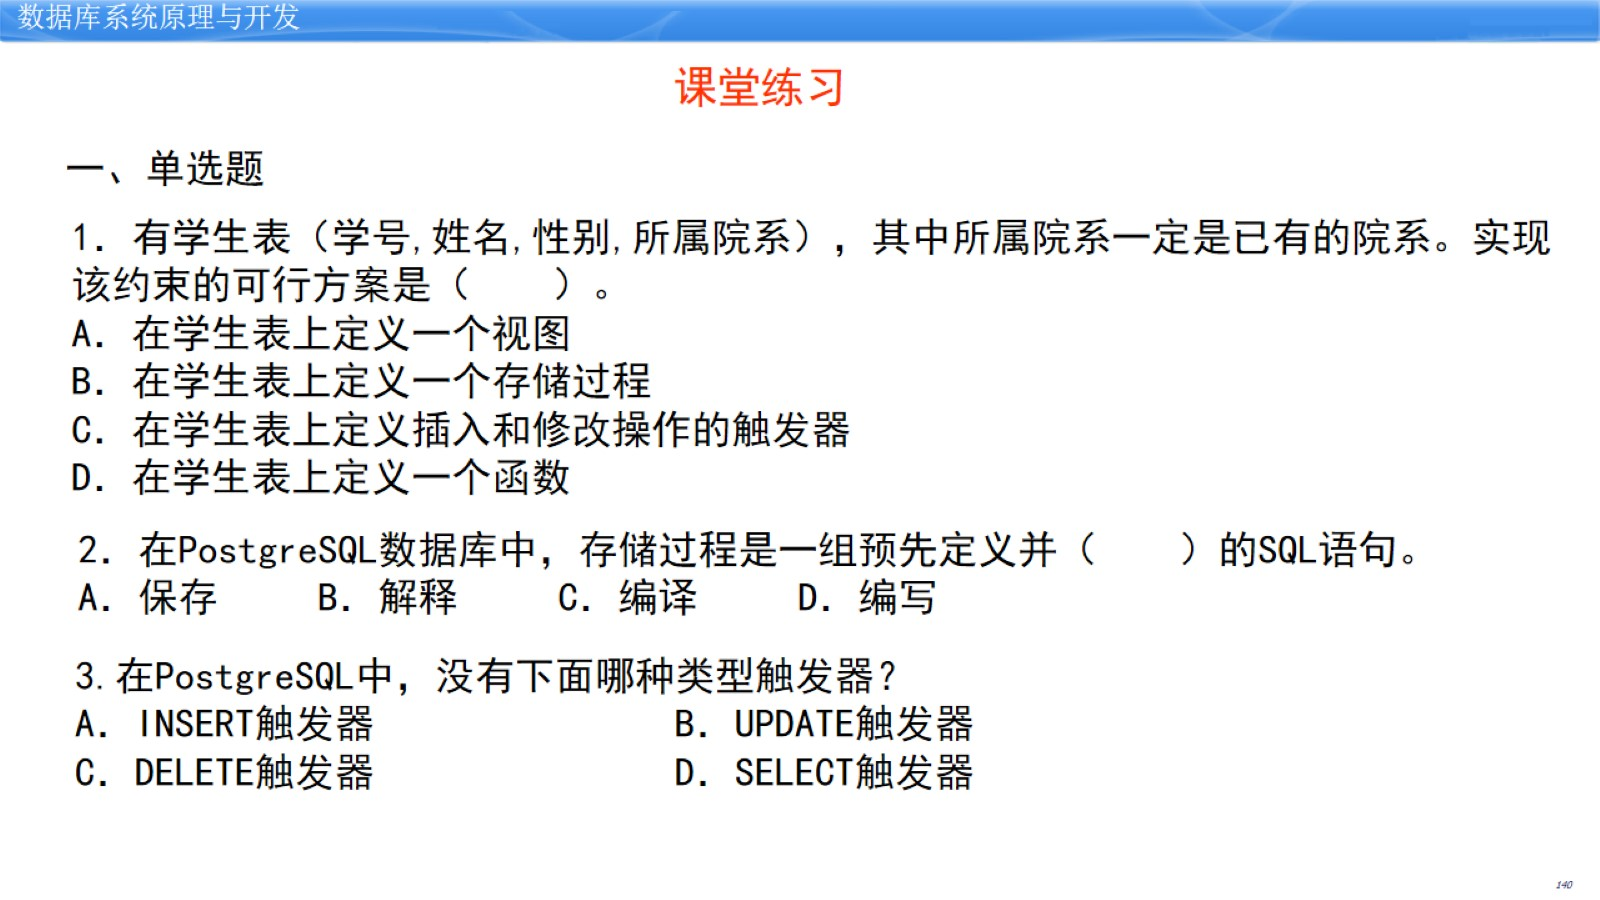 数据库系统原理与开发
课堂练习
一、单选题
1. 有学生表（学号,姓名,性别,所属院系），其中所属院系一定是已有的院系。实现
该约束的可行方案是（　　）。
A. 在学生表上定义一个视图
B. 在学生表上定义一个存储过程
C. 在学生表上定义插入和修改操作的触发器
D. 在学生表上定义一个函数
2. 在PostgreSQL数据库中，存储过程是一组预先定义并（　　）的SQL语句。
A. 保存　　B. 解释　　C. 编译　　D. 编写
3.在PostgreSQL中，没有下面哪种类型触发器?
A. INSERT触发器　　B. UPDATE触发器
C. DELETE触发器　　D. SELECT触发器
140